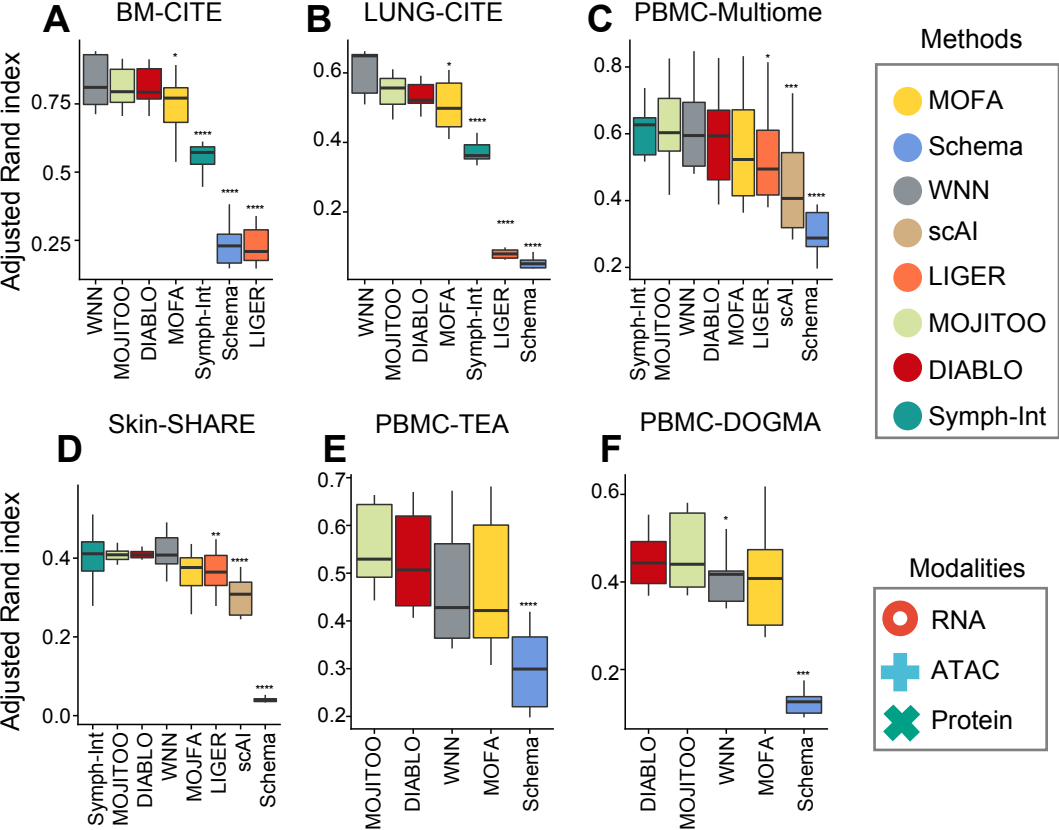 A
BM-CITE
Adjusted Rand index
0.75
0.5
0.25
*
****
****
****
WNN
MOJITOO
DIABLO
MOFA
Symph-Int
Schema
LIGER
B
LUNG-CITE
0.6
0.4
0.2
*
****
****
****
WNN
MOJITOO
DIABLO
MOFA
Symph-Int
LIGER
Schema
C
PBMC-Multiome
0.8
0.6
0.4
0.2
*
***
****
Symph-Int
MOJITOO
WNN
DIABLO
MOFA
LIGER
scAI
Schema
Methods
MOFA
Schema
WNN
scAI
LIGER
MOJITOO
DIABLO
Symph-Int
D
Skin-SHARE
Adjusted Rand index
0.4
0.2
0.0
**
****
****
Symph-Int
MOJITOO
DIABLO
WNN
MOJFA
LIGER
scAI
Schema
E
PBMC-TEA
0.7
0.6
0.5
0.4
0.3
0.2
****
MOJITOO
DIABLO
WNN
MOFA
Schema
F
PBMC-DOGMA
0.6
0.4
0.2
*
***
DIABLO
MOJITOO
WNN
MOFA
Schema
Modalities
RNA
ATAC
Protein